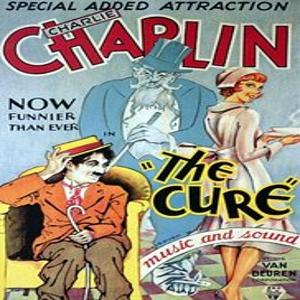 SPECIAL ADDED ATTRACTION
CHARLIE
CHAPLIN
NOW
FUNNIER
THAN EVER
IN
"THE
CURE"
music and sound
VAN
BEUREN